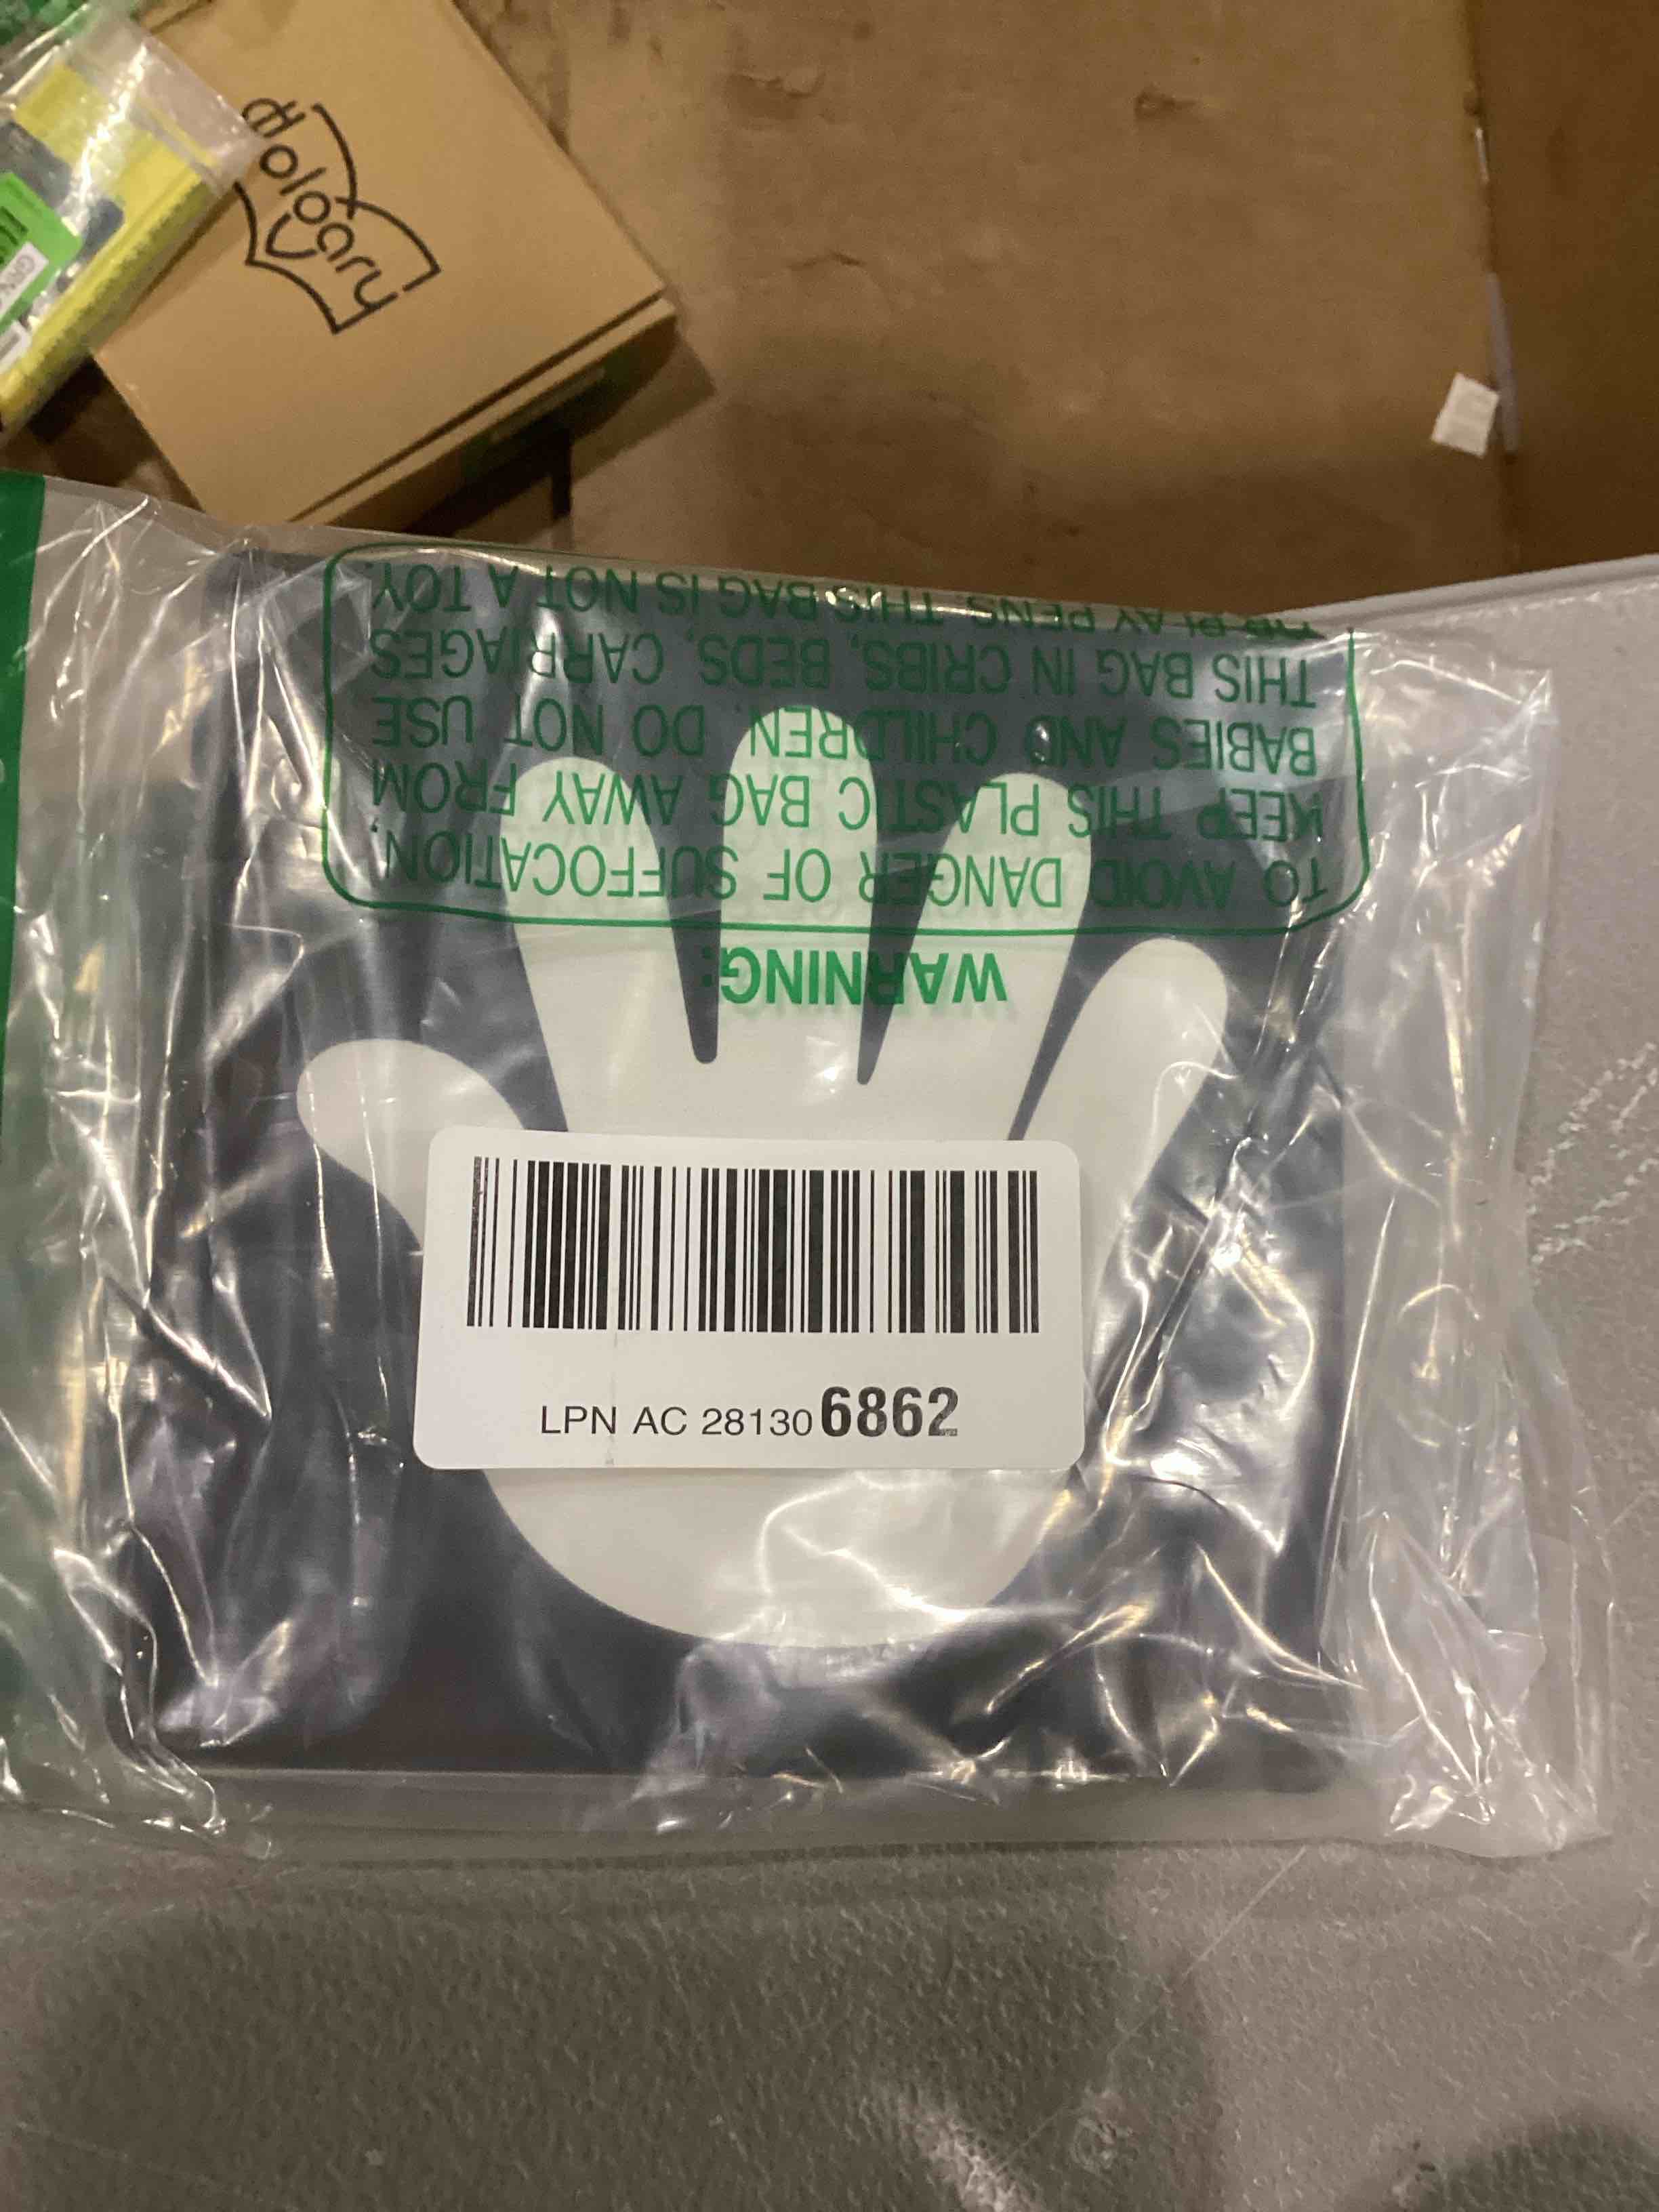 Hologary
WARNING:
TO AVOID DANGER OF SUFFOCATION,
KEEP THIS PLASTIC BAG AWAY FROM
BABIES AND CHILDREN. DO NOT USE
THIS BAG IN CRIBS, BEDS, CARRIAGES
PLAY PENS. THIS BAG IS NOT A TOY.
LPN AC 281306862